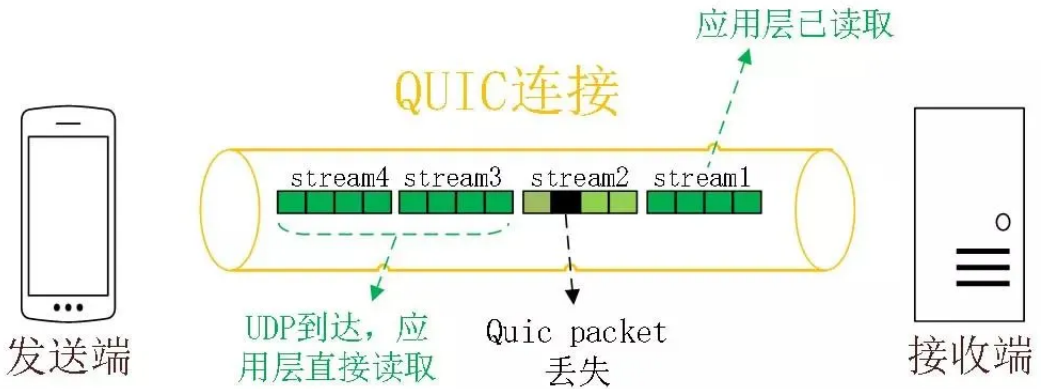 应用层已读取
QUIC连接
stream4 stream3 stream2 stream1
UDP到达，应
用层直接读取
Quic packet
丢失
发送端
接收端